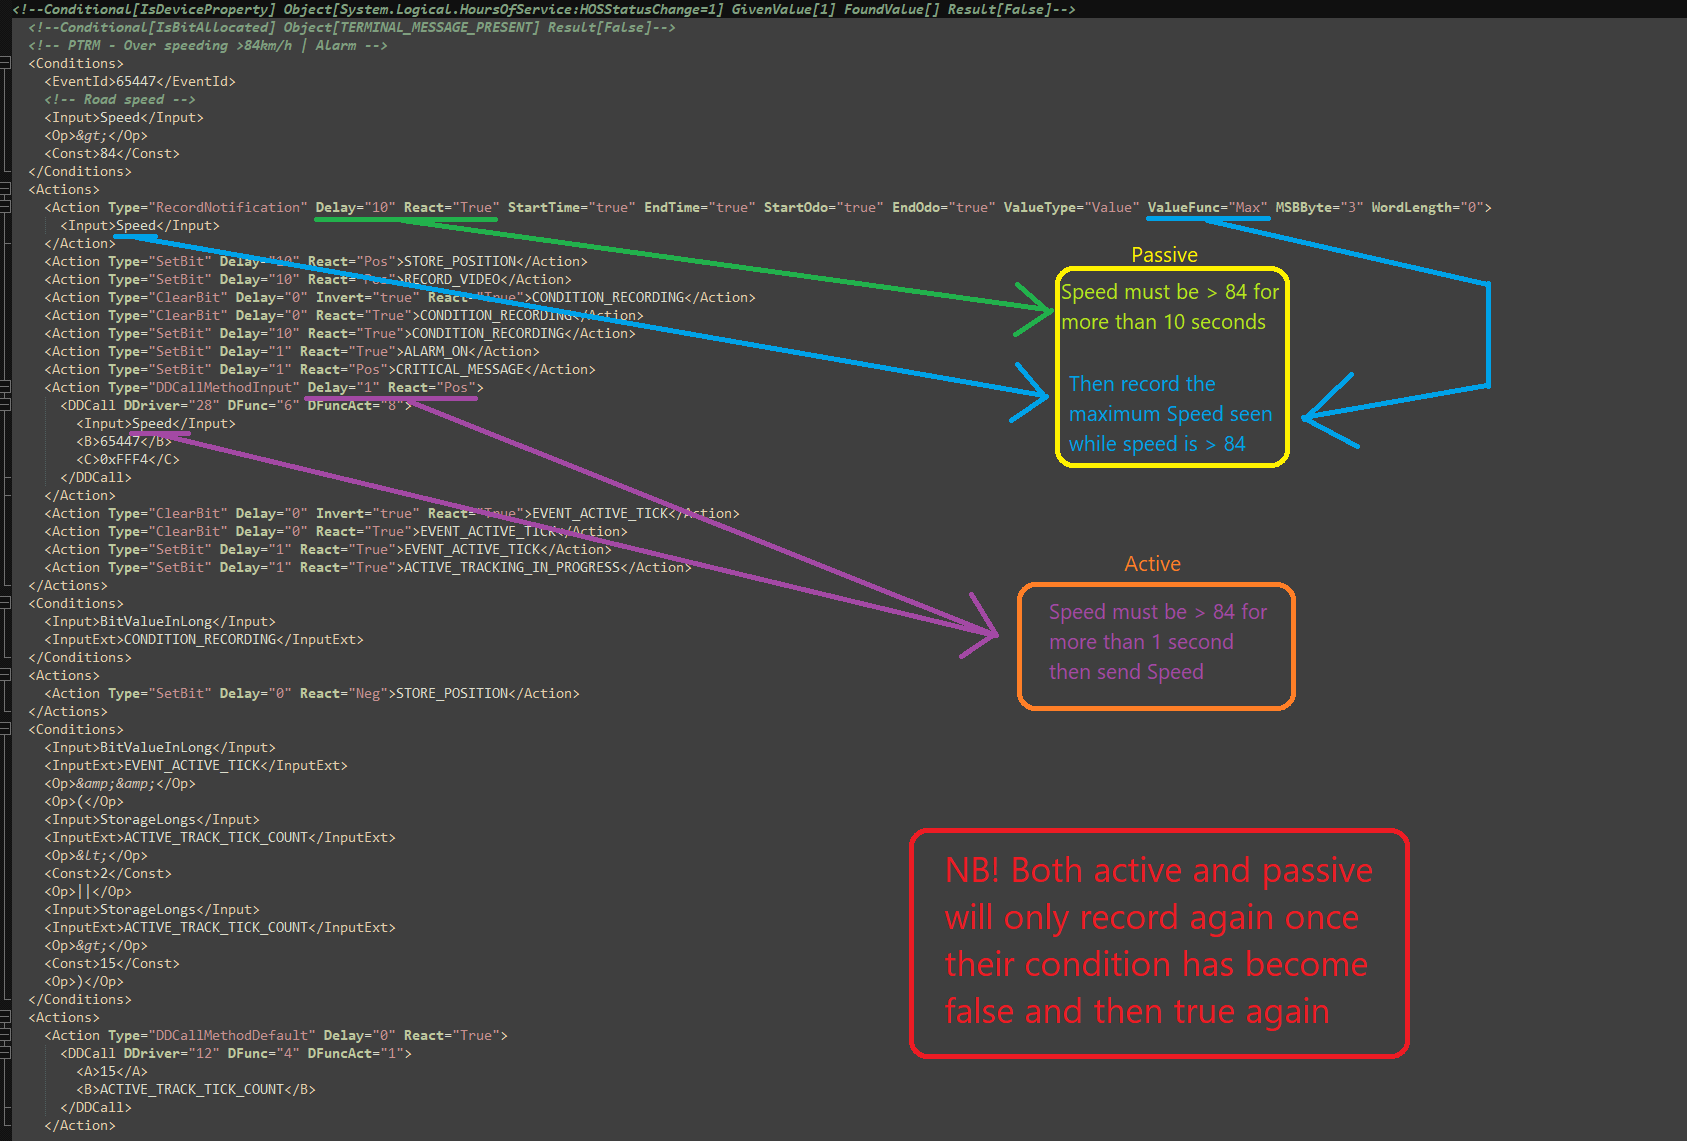 <!--Conditional[IsDeviceProperty] Object[System.Logical.HoursOfService:HOSStatusChange=1] GivenValue[1] FoundValue[] Result[False]-->
<!--Conditional[IsBitAllocated] Object[TERMINAL_MESSAGE_PRESENT] Result[False]-->
<!-- PTRM - Over speeding >84km/h | Alarm -->
<Conditions>
<EventId>65447</EventId>
<!-- Road speed -->
<Input>Speed</Input>
<Op>&gt;</Op>
<Const>84</Const>
</Conditions>
<Actions>
<Action Type="RecordNotification" Delay="10" React="True" StartTime="true" EndTime="true" StartOdo="true" EndOdo="true" ValueType="Value" ValueFunc="Max" MSBByte="3" WordLength="0">
<Input>Speed</Input>
</Action>
<Action Type="SetBit" Delay="10" React="Pos">STORE_POSITION</Action>
<Action Type="SetBit" Delay="10" React="Pos">RECORD_VIDEO</Action>
<Action Type="ClearBit" Delay="0" Invert="true" React="True">CONDITION_RECORDING</Action>
<Action Type="ClearBit" Delay="0" React="True">CONDITION_RECORDING</Action>
<Action Type="SetBit" Delay="10" React="True">CONDITION_RECORDING</Action>
<Action Type="SetBit" Delay="1" React="True">ALARM_ON</Action>
<Action Type="SetBit" Delay="1" React="Pos">CRITICAL_MESSAGE</Action>
<Action Type="DDCallMethodInput" Delay="1" React="Pos">
<DDCall DDriver="28" DFunc="6" DFuncAct="8">
<Input>Speed</Input>
<B>65447</B>
<C>0xFFF4</C>
</DDCall>
</Action>
<Action Type="ClearBit" Delay="0" Invert="true" React="True">EVENT_ACTIVE_TICK</Action>
<Action Type="ClearBit" Delay="0" React="True">EVENT_ACTIVE_TICK</Action>
<Action Type="SetBit" Delay="1" React="True">EVENT_ACTIVE_TICK</Action>
<Action Type="SetBit" Delay="1" React="True">ACTIVE_TRACKING_IN_PROGRESS</Action>
</Actions>
<Conditions>
<Input>BitValueInLong</Input>
<InputExt>CONDITION_RECORDING</InputExt>
</Conditions>
<Actions>
<Action Type="SetBit" Delay="0" React="Neg">STORE_POSITION</Action>
</Actions>
<Conditions>
<Input>BitValueInLong</Input>
<InputExt>EVENT_ACTIVE_TICK</InputExt>
<Op>&amp;&amp;</Op>
<Op>(</Op>
<Input>StorageLongs</Input>
<InputExt>ACTIVE_TRACK_TICK_COUNT</InputExt>
<Op>&lt;</Op>
<Const>2</Const>
<Op>||</Op>
<Input>StorageLongs</Input>
<InputExt>ACTIVE_TRACK_TICK_COUNT</InputExt>
<Op>&gt;</Op>
<Const>15</Const>
<Op>)</Op>
</Conditions>
<Actions>
<Action Type="DDCallMethodDefault" Delay="0" React="True">
<DDCall DDriver="12" DFunc="4" DFuncAct="1">
<A>15</A>
<B>ACTIVE_TRACK_TICK_COUNT</B>
</DDCall>
</Action>
Passive
Speed must be > 84 for
more than 10 seconds
Then record the
maximum Speed seen
while speed is > 84
Active
Speed must be > 84 for
more than 1 second
then send Speed
NB! Both active and passive
will only record again once
their condition has become
false and then true again